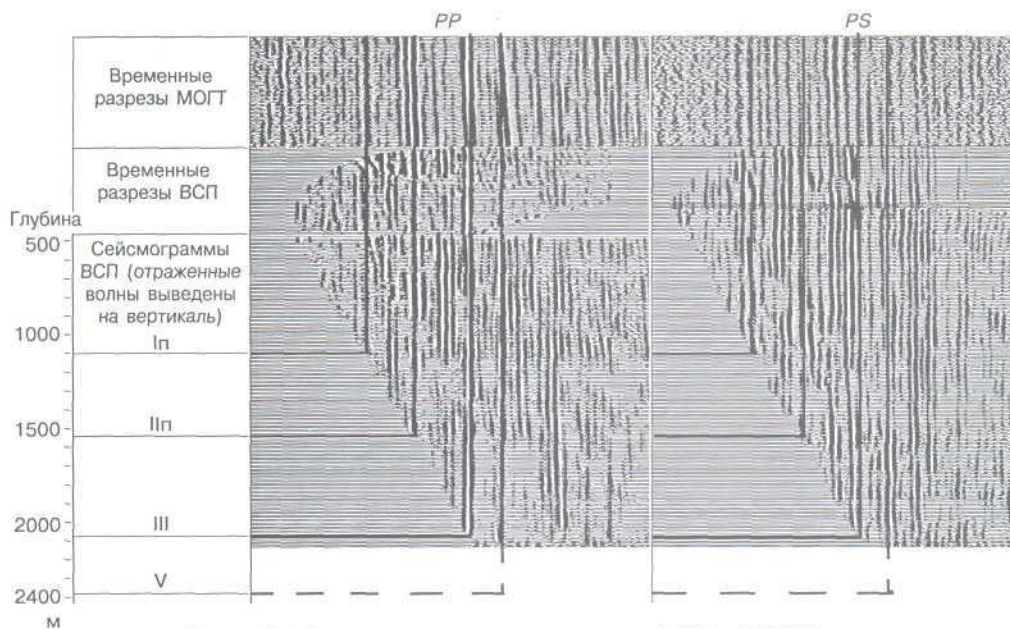 PP
PS
Временные
разрезы МОГТ
Временные
разрезы ВСП
Глубина
500
Сейсмограммы
ВСП (отраженные
волны выведены
на вертикаль)
1000
Iп
1500
IIп
2000
III
V
2400
м